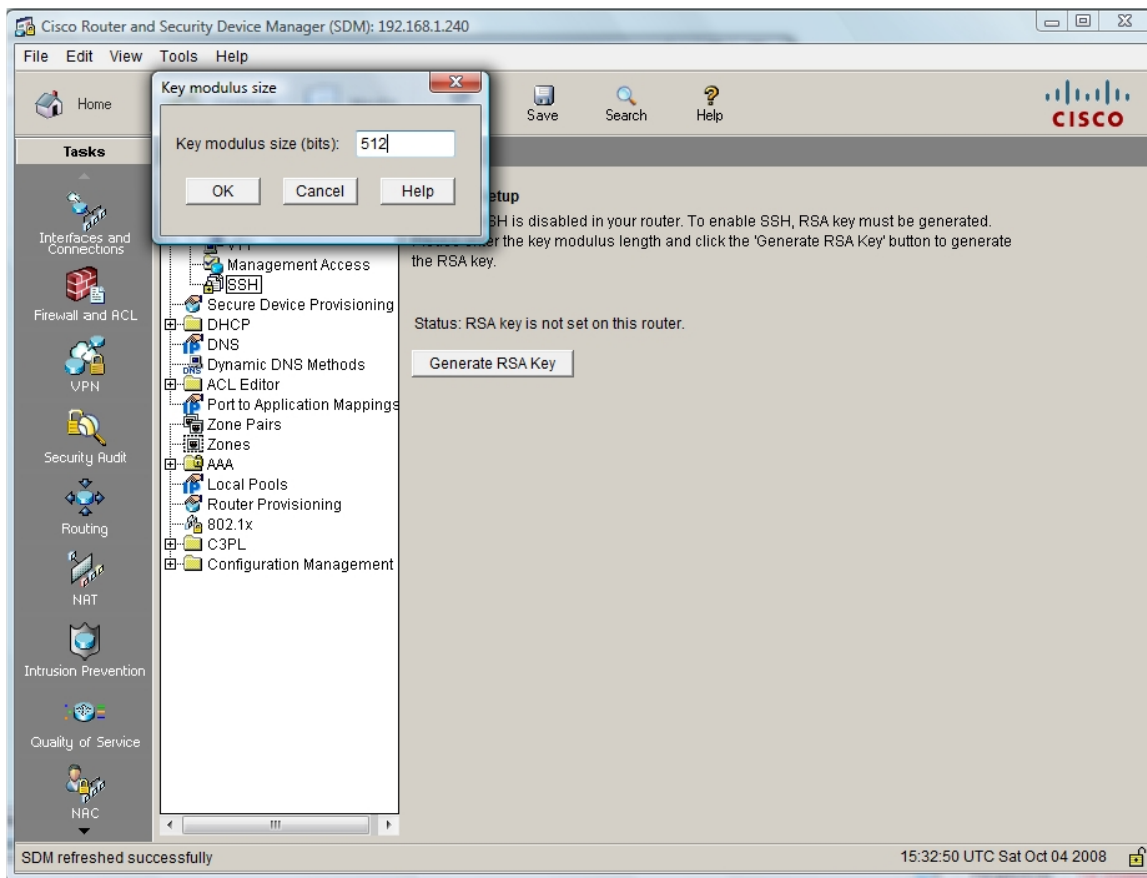 Cisco Router and Security Device Manager (SDM): 192.168.1.240
File Edit View Tools Help
Home
Save
Search
Help
CISCO
Key modulus size
Key modulus size (bits): 512
OK
Cancel
Help
Tasks
Interfaces and Connections
Firewall and ACL
VPN
Security Audit
Routing
NAT
Intrusion Prevention
Quality of Service
NAC
Management Access
SSH
Secure Device Provisioning
DHCP
DNS
Dynamic DNS Methods
ACL Editor
Port to Application Mappings
Zone Pairs
Zones
AAA
Local Pools
Router Provisioning
802.1x
C3PL
Configuration Management
is disabled in your router. To enable SSH, RSA key must be generated.
the key modulus length and click the 'Generate RSA Key' button to generate
the RSA key.
Status: RSA key is not set on this router.
Generate RSA Key
SDM refreshed successfully
15:32:50 UTC Sat Oct 04 2008